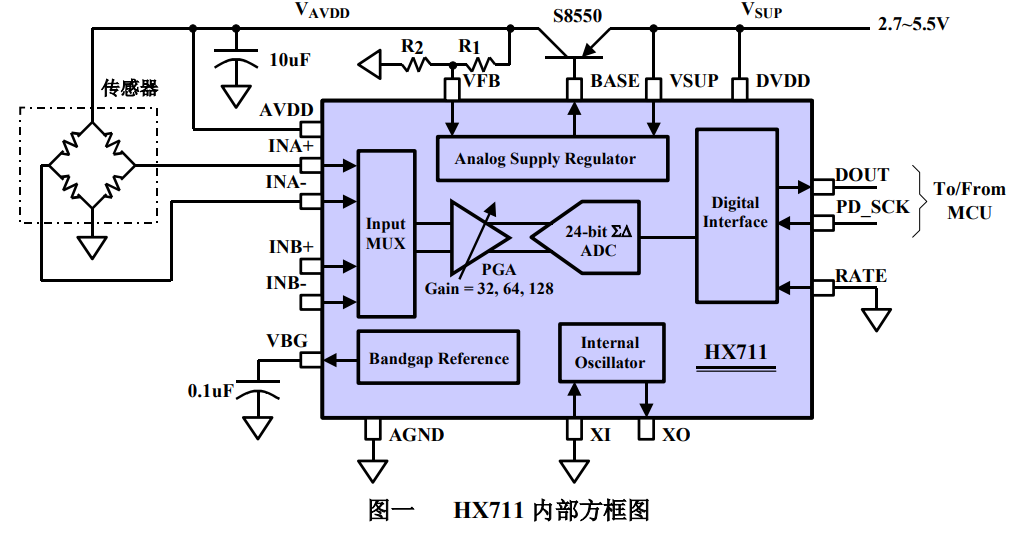 V_AVDD
S8550
V_SUP
2.7~5.5V
R2
R1
10uF
VFB
BASE
VSUP
DVDD
传感器
AVDD
INA+
INA-
INB+
INB-
Analog Supply Regulator
Input
MUX
PGA
Gain = 32, 64, 128
24-bit ΣΔ
ADC
Digital
Interface
DOUT
PD_SCK
To/From
MCU
RATE
VBG
0.1uF
Bandgap Reference
Internal
Oscillator
HX711
AGND
XI
XO
图一 HX711 内部方框图